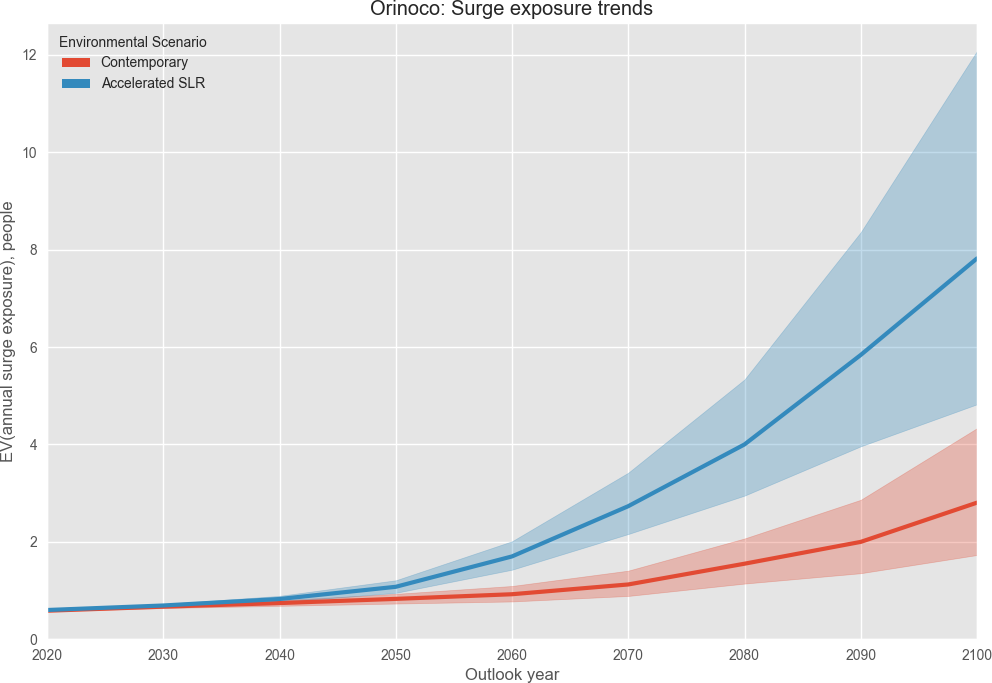 Orinoco: Surge exposure trends
Environmental Scenario
Contemporary
Accelerated SLR
EV(annual surge exposure), people
12
10
8
6
4
2
0
2020 2030 2040 2050 2060 2070 2080 2090 2100
Outlook year